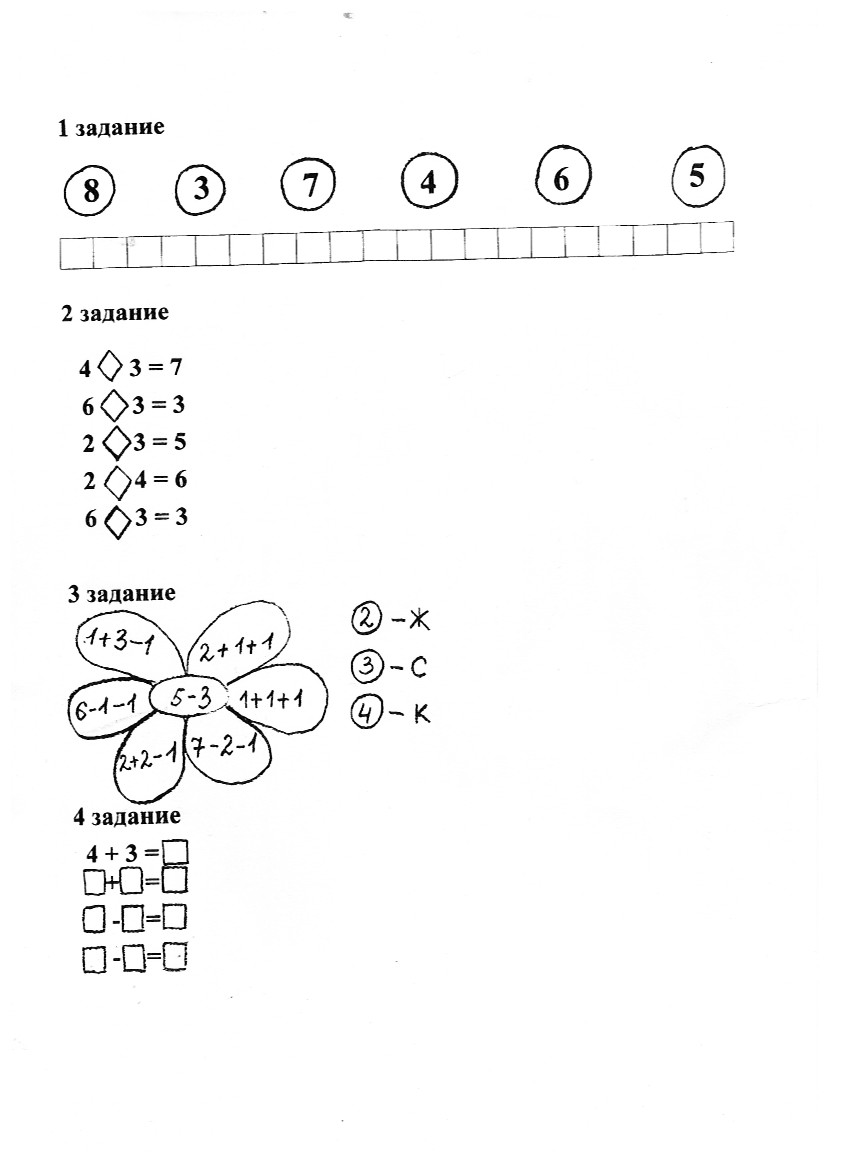 1 задание
8 3 7 4 6 5
2 задание
4 ◇ 3 = 7
6 ◇ 3 = 3
2 ◇ 3 = 5
2 ◇ 4 = 6
6 ◇ 3 = 3
3 задание
1+3-1
2+1+1
6-1-1
5-3
1+1+1
2+2-1
7-2-1
2 - Ж
3 - С
4 - К
4 задание
4 + 3 = □
□+□=□
□ -□=□
□ -□=□